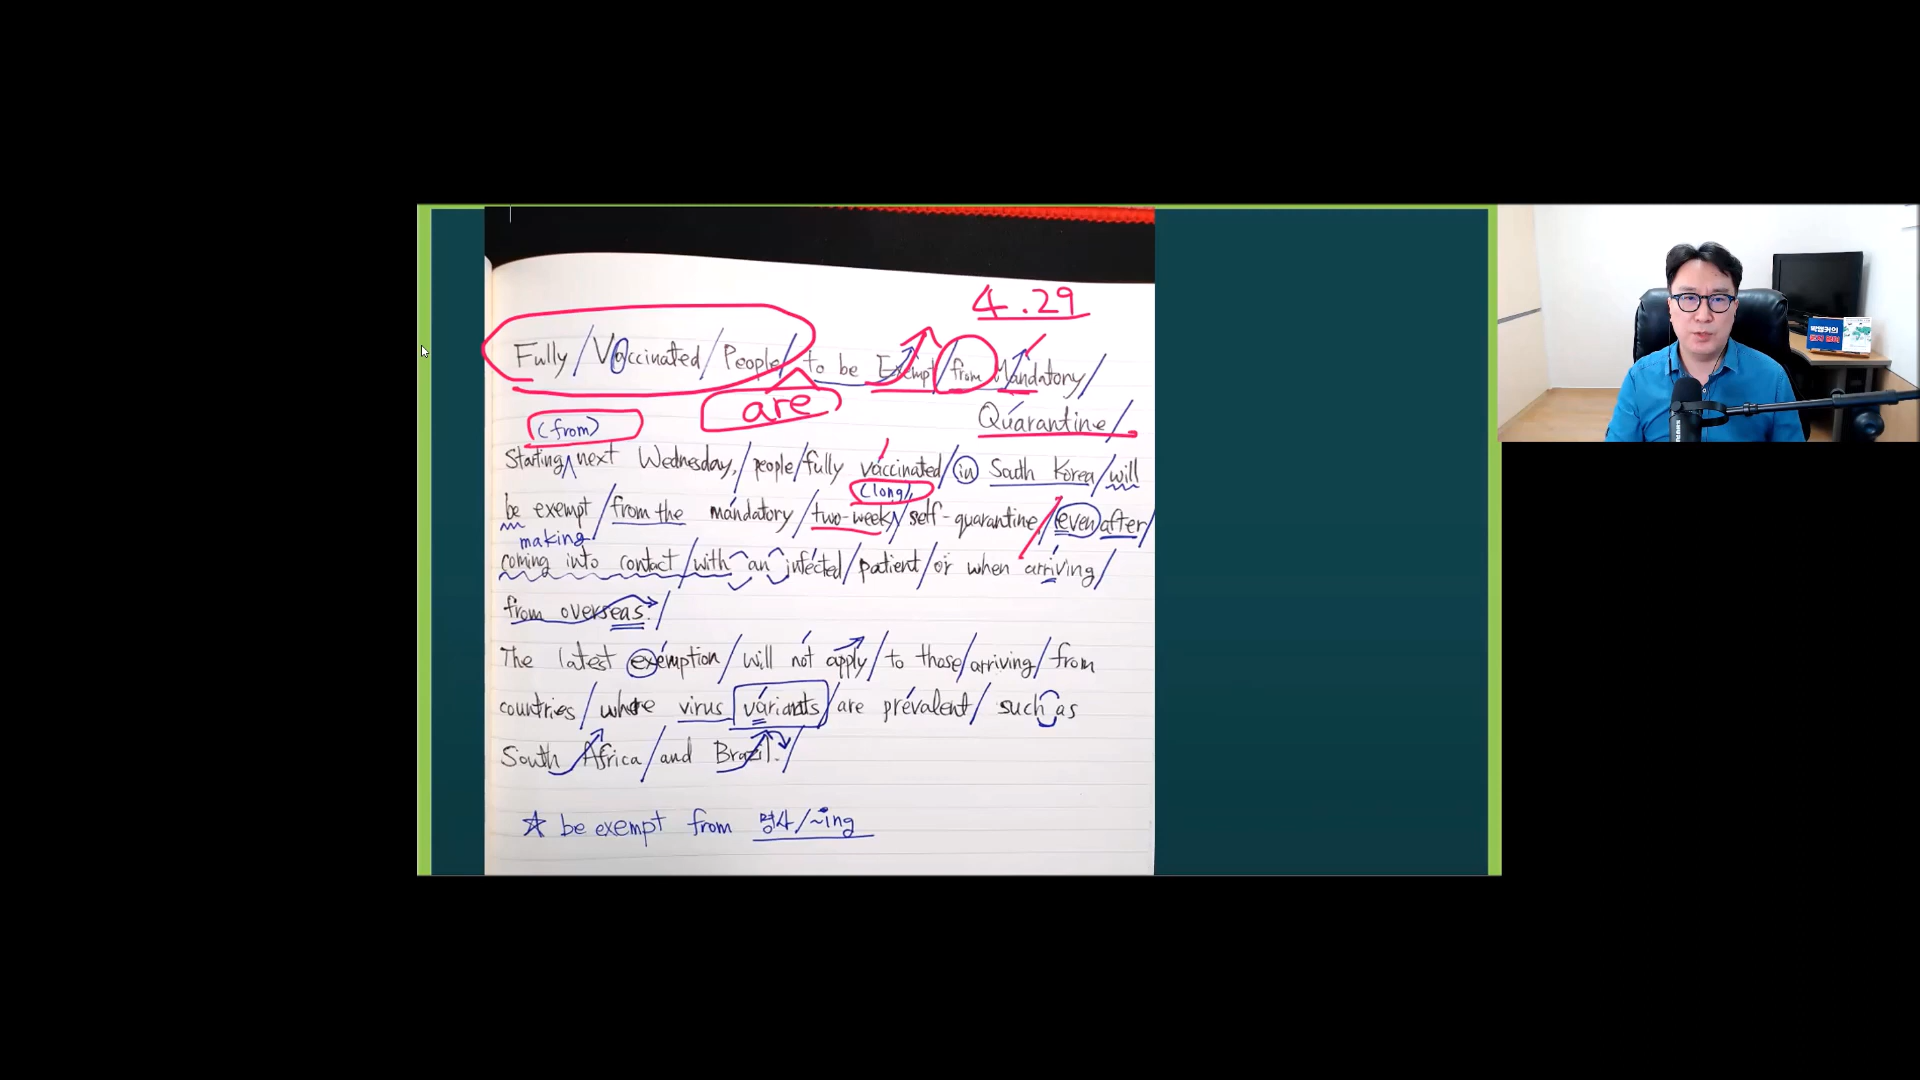 4.29
Fully / Vaccinated / People / to be Exempt / from Mandatory /
are
Quarantine /
(from)
Starting next Wednesday, / people / fully vaccinated / in South Korea / will
(long)
be exempt / from the mandatory / two-week / self-quarantine / even after /
making
coming into contact / with an infected / patient / or when arriving /
from overseas. /
The latest exemption / will not apply / to those / arriving / from
countries / where virus variants / are prevalent / such as
South Africa / and Brazil. /
☆ be exempt from 명사 / ~ing